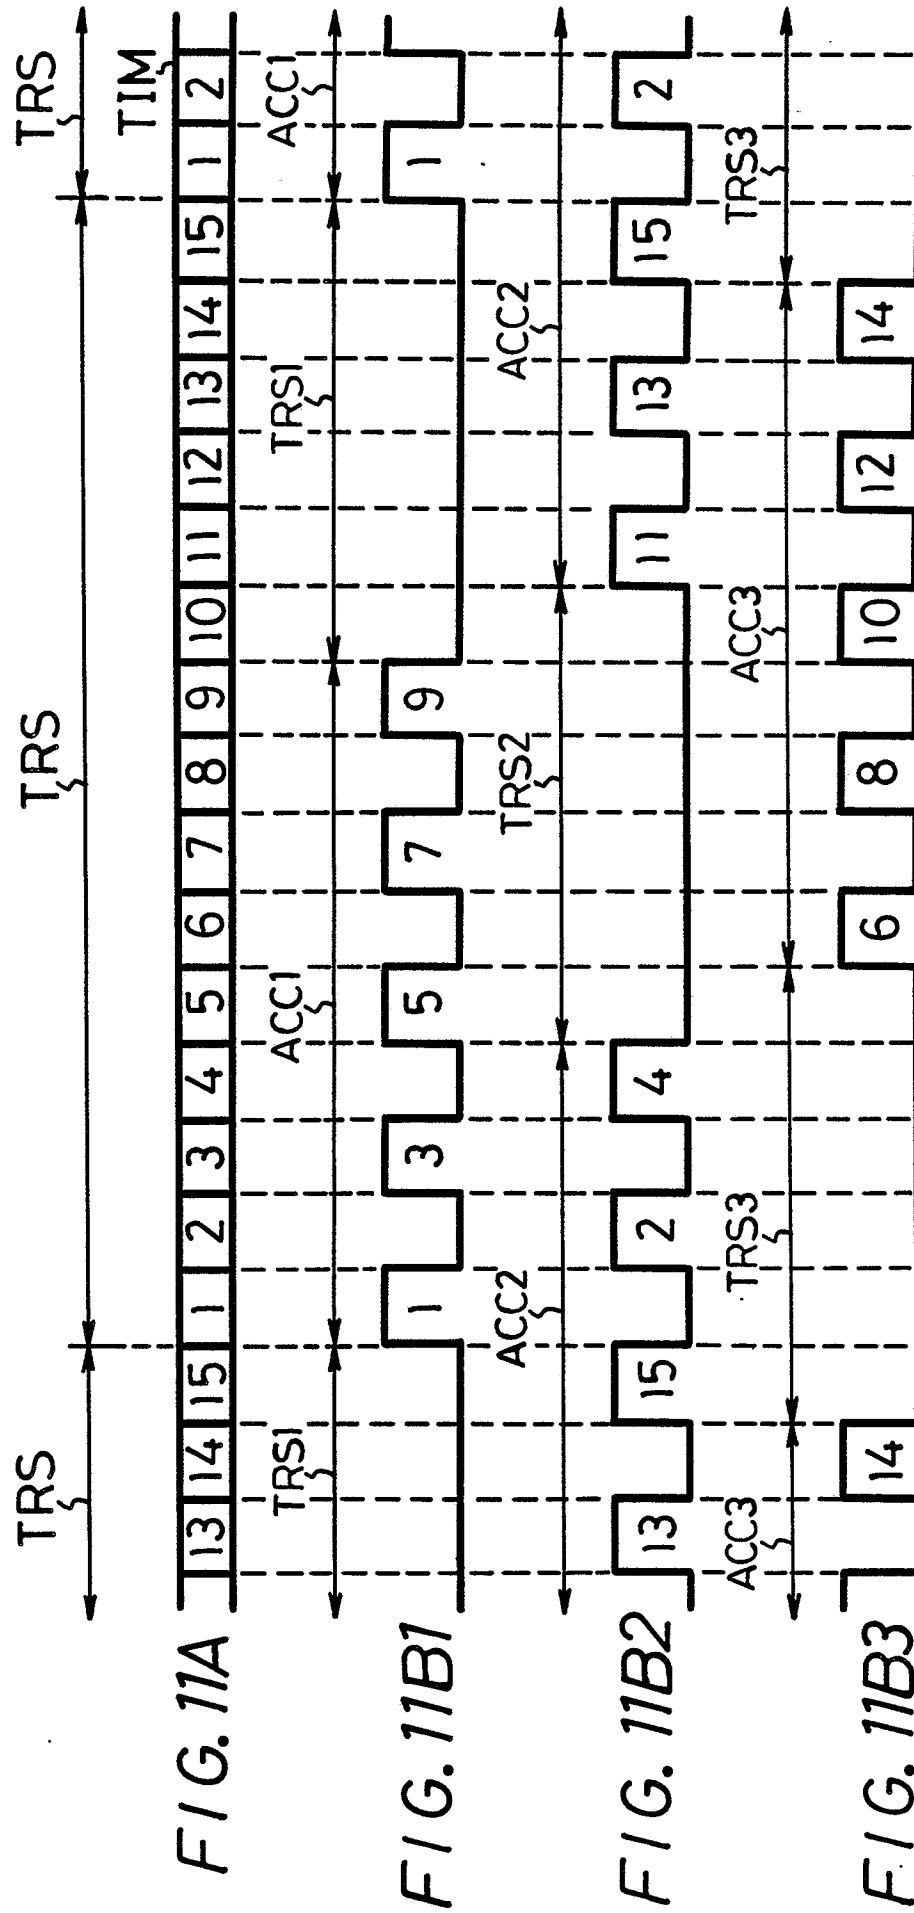 TRS TRS TRS
TIM
FIG. 11A 13 14 15 1 2 3 4 5 6 7 8 9 10 11 12 13 14 15 1 2
TRS1 ACC1 TRS1 ACC1
FIG. 11B1 1 3 5 7 9 1
ACC2 TRS2 ACC2
FIG. 11B2 13 15 2 4 11 13 15 2
ACC3 TRS3 ACC3 TRS3
FIG. 11B3 14 6 8 10 12 14